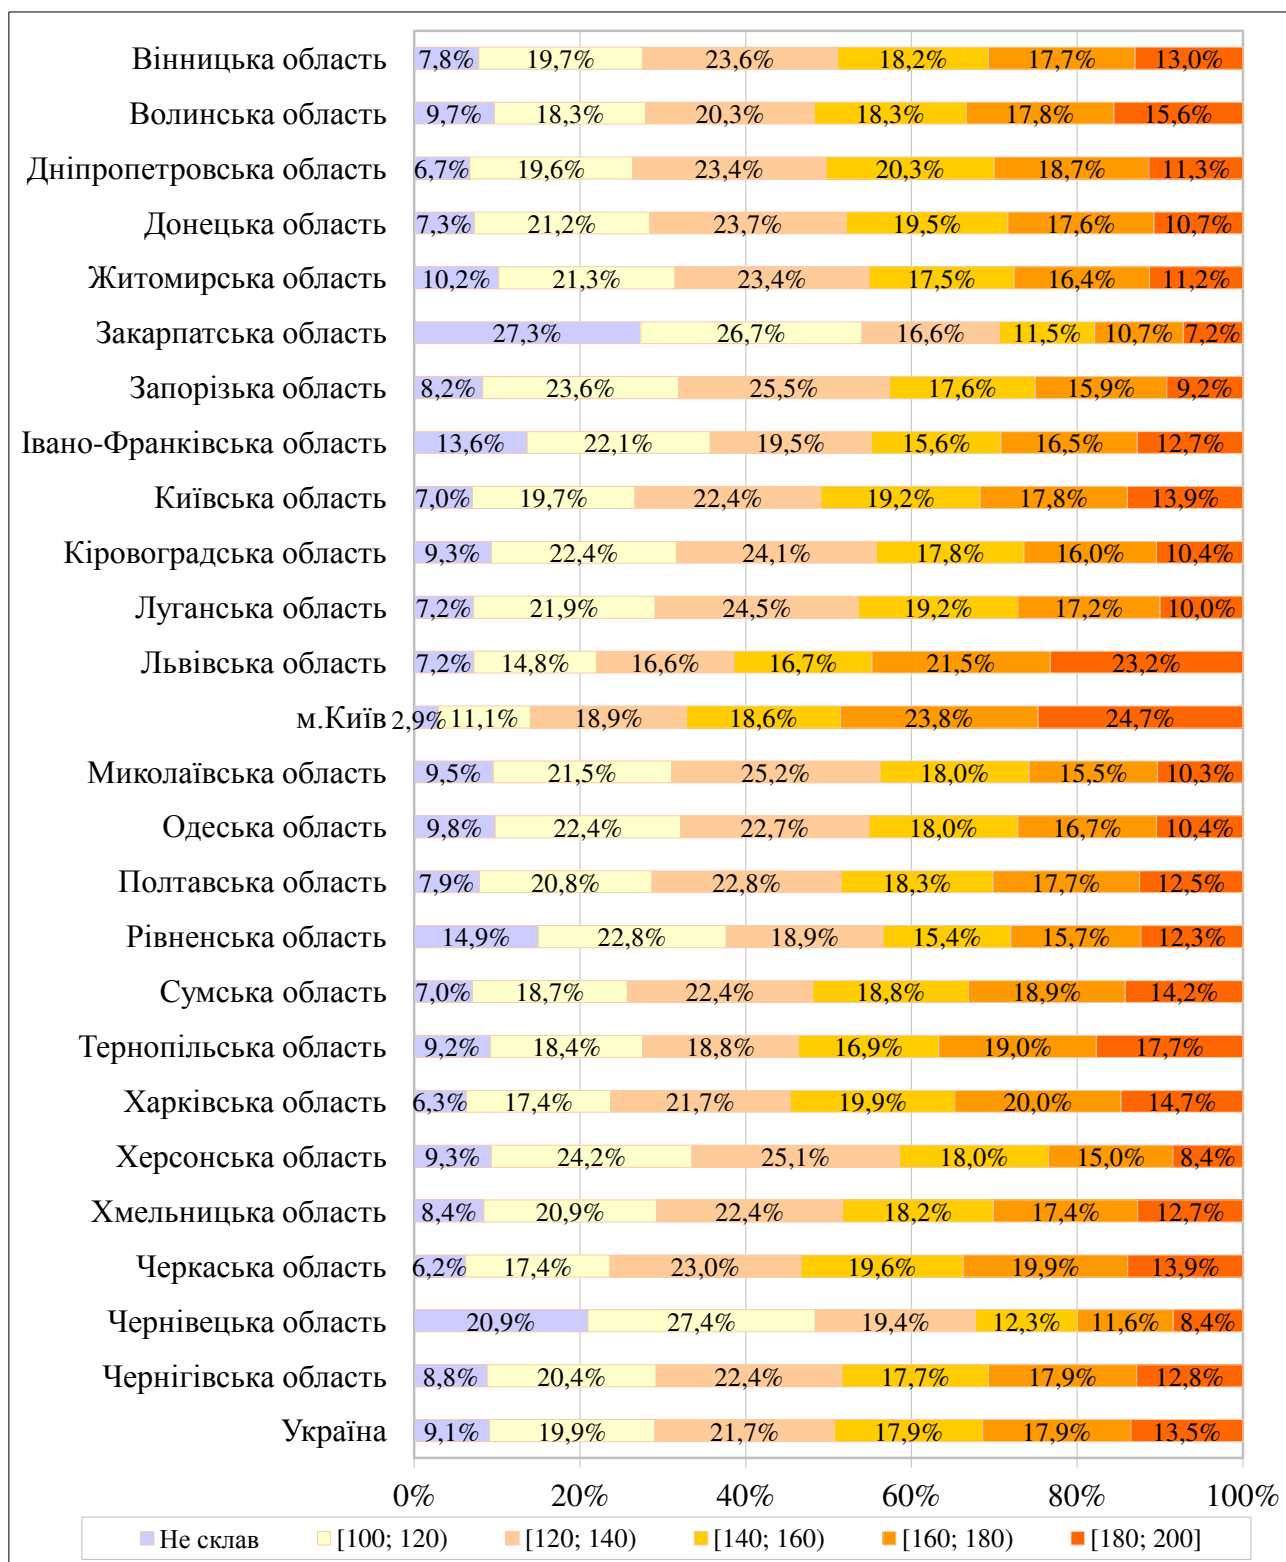 Вінницька область 7,8% 19,7% 23,6% 18,2% 17,7% 13,0%
Волинська область 9,7% 18,3% 20,3% 18,3% 17,8% 15,6%
Дніпропетровська область 6,7% 19,6% 23,4% 20,3% 18,7% 11,3%
Донецька область 7,3% 21,2% 23,7% 19,5% 17,6% 10,7%
Житомирська область 10,2% 21,3% 23,4% 17,5% 16,4% 11,2%
Закарпатська область 27,3% 26,7% 16,6% 11,5% 10,7% 7,2%
Запорізька область 8,2% 23,6% 25,5% 17,6% 15,9% 9,2%
Івано-Франківська область 13,6% 22,1% 19,5% 15,6% 16,5% 12,7%
Київська область 7,0% 19,7% 22,4% 19,2% 17,8% 13,9%
Кіровоградська область 9,3% 22,4% 24,1% 17,8% 16,0% 10,4%
Луганська область 7,2% 21,9% 24,5% 19,2% 17,2% 10,0%
Львівська область 7,2% 14,8% 16,6% 16,7% 21,5% 23,2%
м.Київ 2,9% 11,1% 18,9% 18,6% 23,8% 24,7%
Миколаївська область 9,5% 21,5% 25,2% 18,0% 15,5% 10,3%
Одеська область 9,8% 22,4% 22,7% 18,0% 16,7% 10,4%
Полтавська область 7,9% 20,8% 22,8% 18,3% 17,7% 12,5%
Рівненська область 14,9% 22,8% 18,9% 15,4% 15,7% 12,3%
Сумська область 7,0% 18,7% 22,4% 18,8% 18,9% 14,2%
Тернопільська область 9,2% 18,4% 18,8% 16,9% 19,0% 17,7%
Харківська область 6,3% 17,4% 21,7% 19,9% 20,0% 14,7%
Херсонська область 9,3% 24,2% 25,1% 18,0% 15,0% 8,4%
Хмельницька область 8,4% 20,9% 22,4% 18,2% 17,4% 12,7%
Черкаська область 6,2% 17,4% 23,0% 19,6% 19,9% 13,9%
Чернівецька область 20,9% 27,4% 19,4% 12,3% 11,6% 8,4%
Чернігівська область 8,8% 20,4% 22,4% 17,7% 17,9% 12,8%
Україна 9,1% 19,9% 21,7% 17,9% 17,9% 13,5%
0% 20% 40% 60% 80% 100%
Не склав [100; 120) [120; 140) [140; 160) [160; 180) [180; 200]